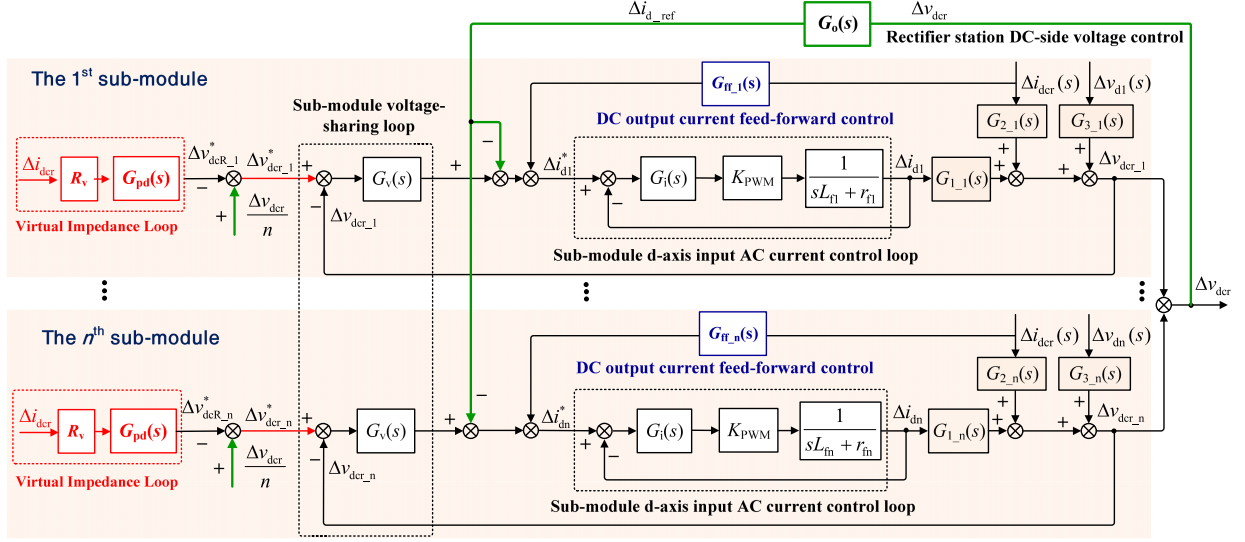 Δi_d_ref
G_o(s)
Δv_dcr
Rectifier station DC-side voltage control
The 1st sub-module
Sub-module voltage-
sharing loop
G_ff_1(s)
DC output current feed-forward control
Δi_dcr(s)
Δv_d1(s)
G_2_1(s)
G_3_1(s)
Δi_dcr
R_v
G_pd(s)
Δv*_dcR_1
−
Δv*_dcr_1
+
G_v(s)
+
−
Δi*_d1
+
G_i(s)
K_PWM
1
sL_f1 + r_f1
Δi_d1
G_1_1(s)
+
+
+
+
Δv_dcr_1
Virtual Impedance Loop
+
Δv_dcr
n
−
Δv_dcr_1
−
Sub-module d-axis input AC current control loop
Δv_dcr
The nth sub-module
G_ff_n(s)
DC output current feed-forward control
Δi_dcr(s)
Δv_dn(s)
G_2_n(s)
G_3_n(s)
Δi_dcr
R_v
G_pd(s)
Δv*_dcR_n
−
Δv*_dcr_n
+
G_v(s)
+
−
Δi*_dn
+
G_i(s)
K_PWM
1
sL_fn + r_fn
Δi_dn
G_1_n(s)
+
+
+
+
Δv_dcr_n
Virtual Impedance Loop
+
Δv_dcr
n
−
Δv_dcr_n
−
Sub-module d-axis input AC current control loop